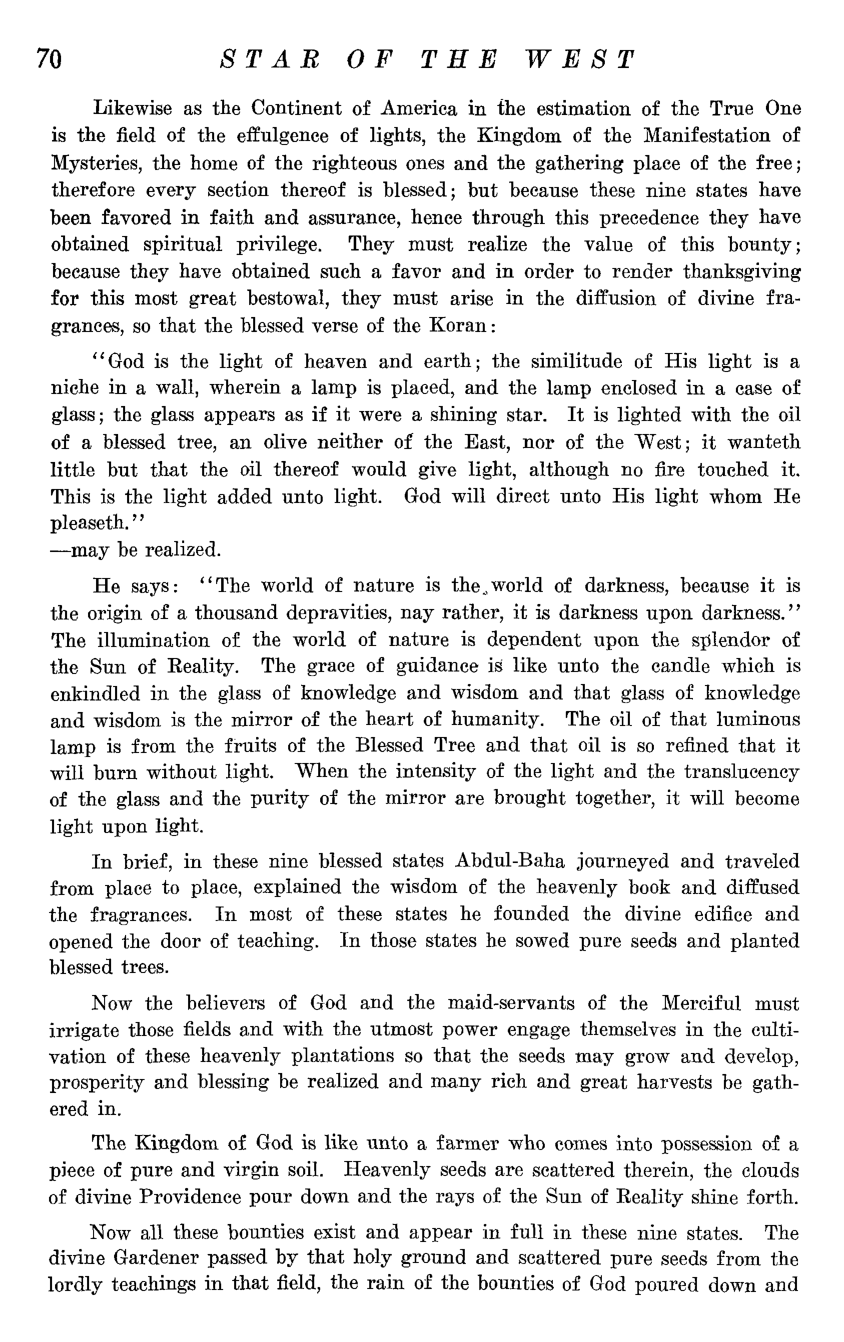 70 STAR OF THE WEST
Likewise as the Continent of America in the estimation of the True One
is the field of the effulgence of lights, the Kingdom of the Manifestation of
Mysteries, the home of the righteous ones and the gathering place of the free;
therefore every section thereof is blessed; but because these nine states have
been favored in faith and assurance, hence through this precedence they have
obtained spiritual privilege. They must realize the value of this bounty;
because they have obtained such a favor and in order to render thanksgiving
for this most great bestowal, they must arise in the diffusion of divine fra-
grances, so that the blessed verse of the Koran:
"God is the light of heaven and earth; the similitude of His light is a
niche in a wall, wherein a lamp is placed, and the lamp enclosed in a case of
glass; the glass appears as if it were a shining star. It is lighted with the oil
of a blessed tree, an olive neither of the East, nor of the West; it wanteth
little but that the oil thereof would give light, although no fire touched it.
This is the light added unto light. God will direct unto His light whom He
pleaseth."
—may be realized.
He says: "The world of nature is the world of darkness, because it is
the origin of a thousand depravities, nay rather, it is darkness upon darkness."
The illumination of the world of nature is dependent upon the splendor of
the Sun of Reality. The grace of guidance is like unto the candle which is
enkindled in the glass of knowledge and wisdom and that glass of knowledge
and wisdom is the mirror of the heart of humanity. The oil of that luminous
lamp is from the fruits of the Blessed Tree and that oil is so refined that it
will burn without light. When the intensity of the light and the translucency
of the glass and the purity of the mirror are brought together, it will become
light upon light.
In brief, in these nine blessed states Abdul-Baha journeyed and traveled
from place to place, explained the wisdom of the heavenly book and diffused
the fragrances. In most of these states he founded the divine edifice and
opened the door of teaching. In those states he sowed pure seeds and planted
blessed trees.
Now the believers of God and the maid-servants of the Merciful must
irrigate those fields and with the utmost power engage themselves in the culti-
vation of these heavenly plantations so that the seeds may grow and develop,
prosperity and blessing be realized and many rich and great harvests be gath-
ered in.
The Kingdom of God is like unto a farmer who comes into possession of a
piece of pure and virgin soil. Heavenly seeds are scattered therein, the clouds
of divine Providence pour down and the rays of the Sun of Reality shine forth.
Now all these bounties exist and appear in full in these nine states. The
divine Gardener passed by that holy ground and scattered pure seeds from the
lordly teachings in that field, the rain of the bounties of God poured down and